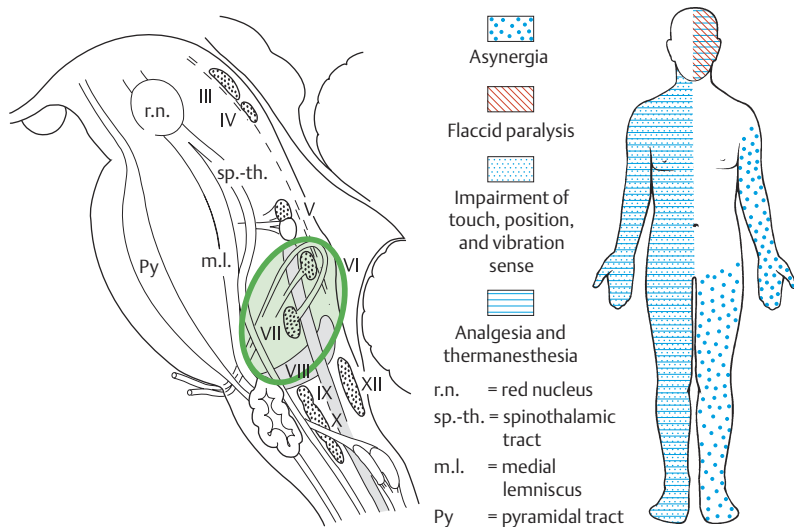 r.n.
III
IV
sp.-th.
V
Py
m.l.
VI
VII
VIII
IX
XII
X
Asynergia
Flaccid paralysis
Impairment of
touch, position,
and vibration
sense
Analgesia and
thermanesthesia
r.n. = red nucleus
sp.-th. = spinothalamic
tract
m.l. = medial
lemniscus
Py = pyramidal tract